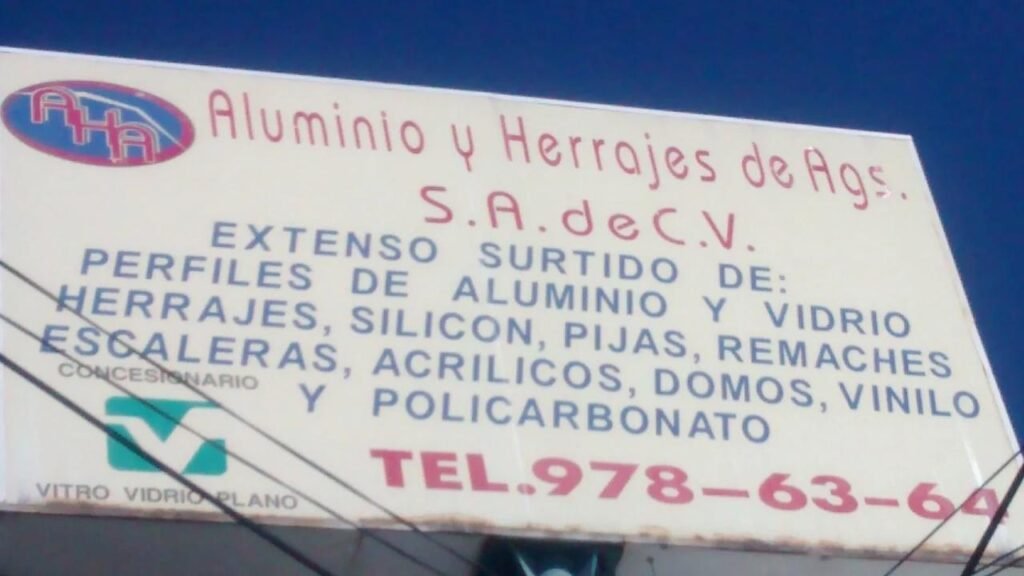 AHA
Aluminio y Herrajes de Ags.
S.A. de C.V.
EXTENSO SURTIDO DE:
PERFILES DE ALUMINIO Y VIDRIO
HERRAJES, SILICON, PIJAS, REMACHES
ESCALERAS, ACRILICOS, DOMOS, VINILO
Y POLICARBONATO
CONCESIONARIO
VITRO VIDRIO PLANO
TEL.978-63-64